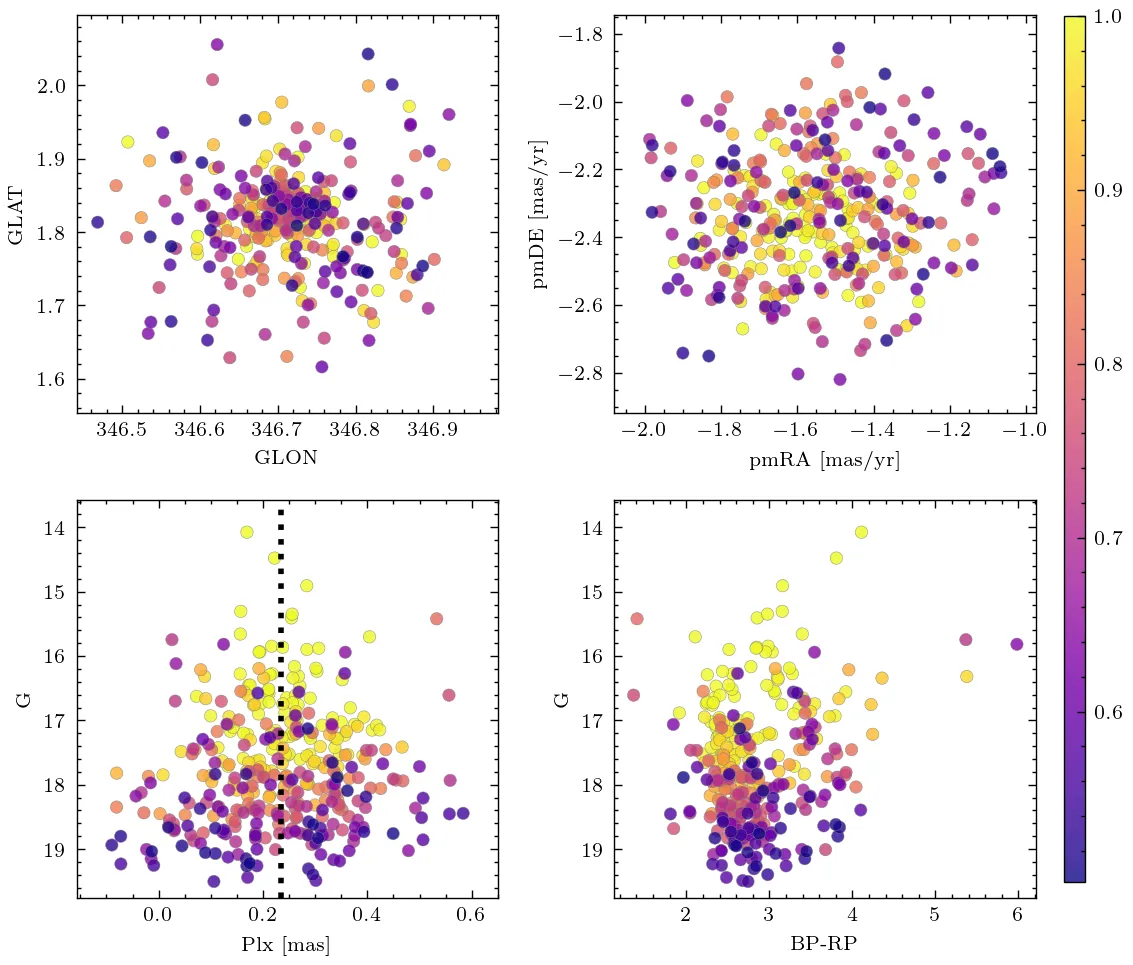 2.0
1.9
1.8
1.7
1.6
GLAT
346.5 346.6 346.7 346.8 346.9
GLON
−1.8
−2.0
−2.2
−2.4
−2.6
−2.8
pmDE [mas/yr]
−2.0 −1.8 −1.6 −1.4 −1.2 −1.0
pmRA [mas/yr]
14
15
16
17
18
19
G
0.0 0.2 0.4 0.6
Plx [mas]
14
15
16
17
18
19
G
2 3 4 5 6
BP-RP
1.0
0.9
0.8
0.7
0.6